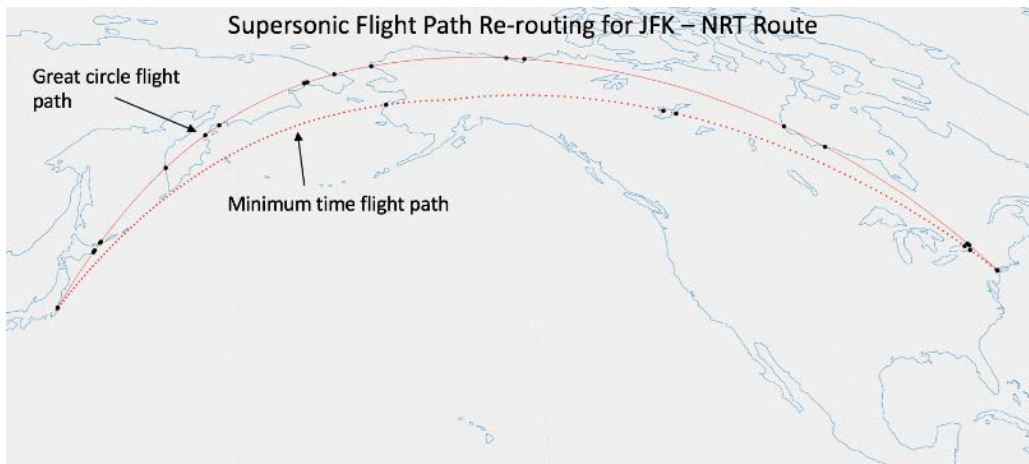 Supersonic Flight Path Re-routing for JFK – NRT Route
Great circle flight
path
Minimum time flight path